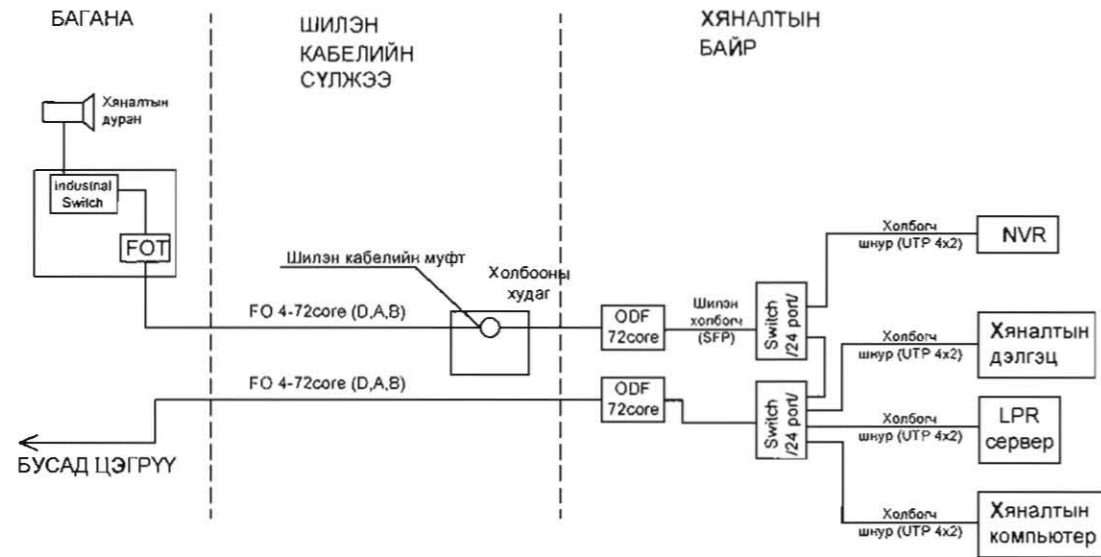 БАГАНА
ШИЛЭН
КАБЕЛИЙН
СҮЛЖЭЭ
ХЯНАЛТЫН
БАЙР
Хяналтын
дуран
Industrial
Switch
FOT
Шилэн кабелийн муфт
Холбооны
худаг
FO 4-72core (D,A,B)
ODF
72core
Шилэн
холбогч
(SFP)
Switch
/24 port/
Холбогч
шнур (UTP 4x2)
NVR
Холбогч
шнур (UTP 4x2)
Хяналтын
дэлгэц
FO 4-72core (D,A,B)
ODF
72core
Switch
/24 port/
Холбогч
шнур (UTP 4x2)
LPR
сервер
БУСАД ЦЭГРҮҮ
Холбогч
шнур (UTP 4x2)
Хяналтын
компьютер